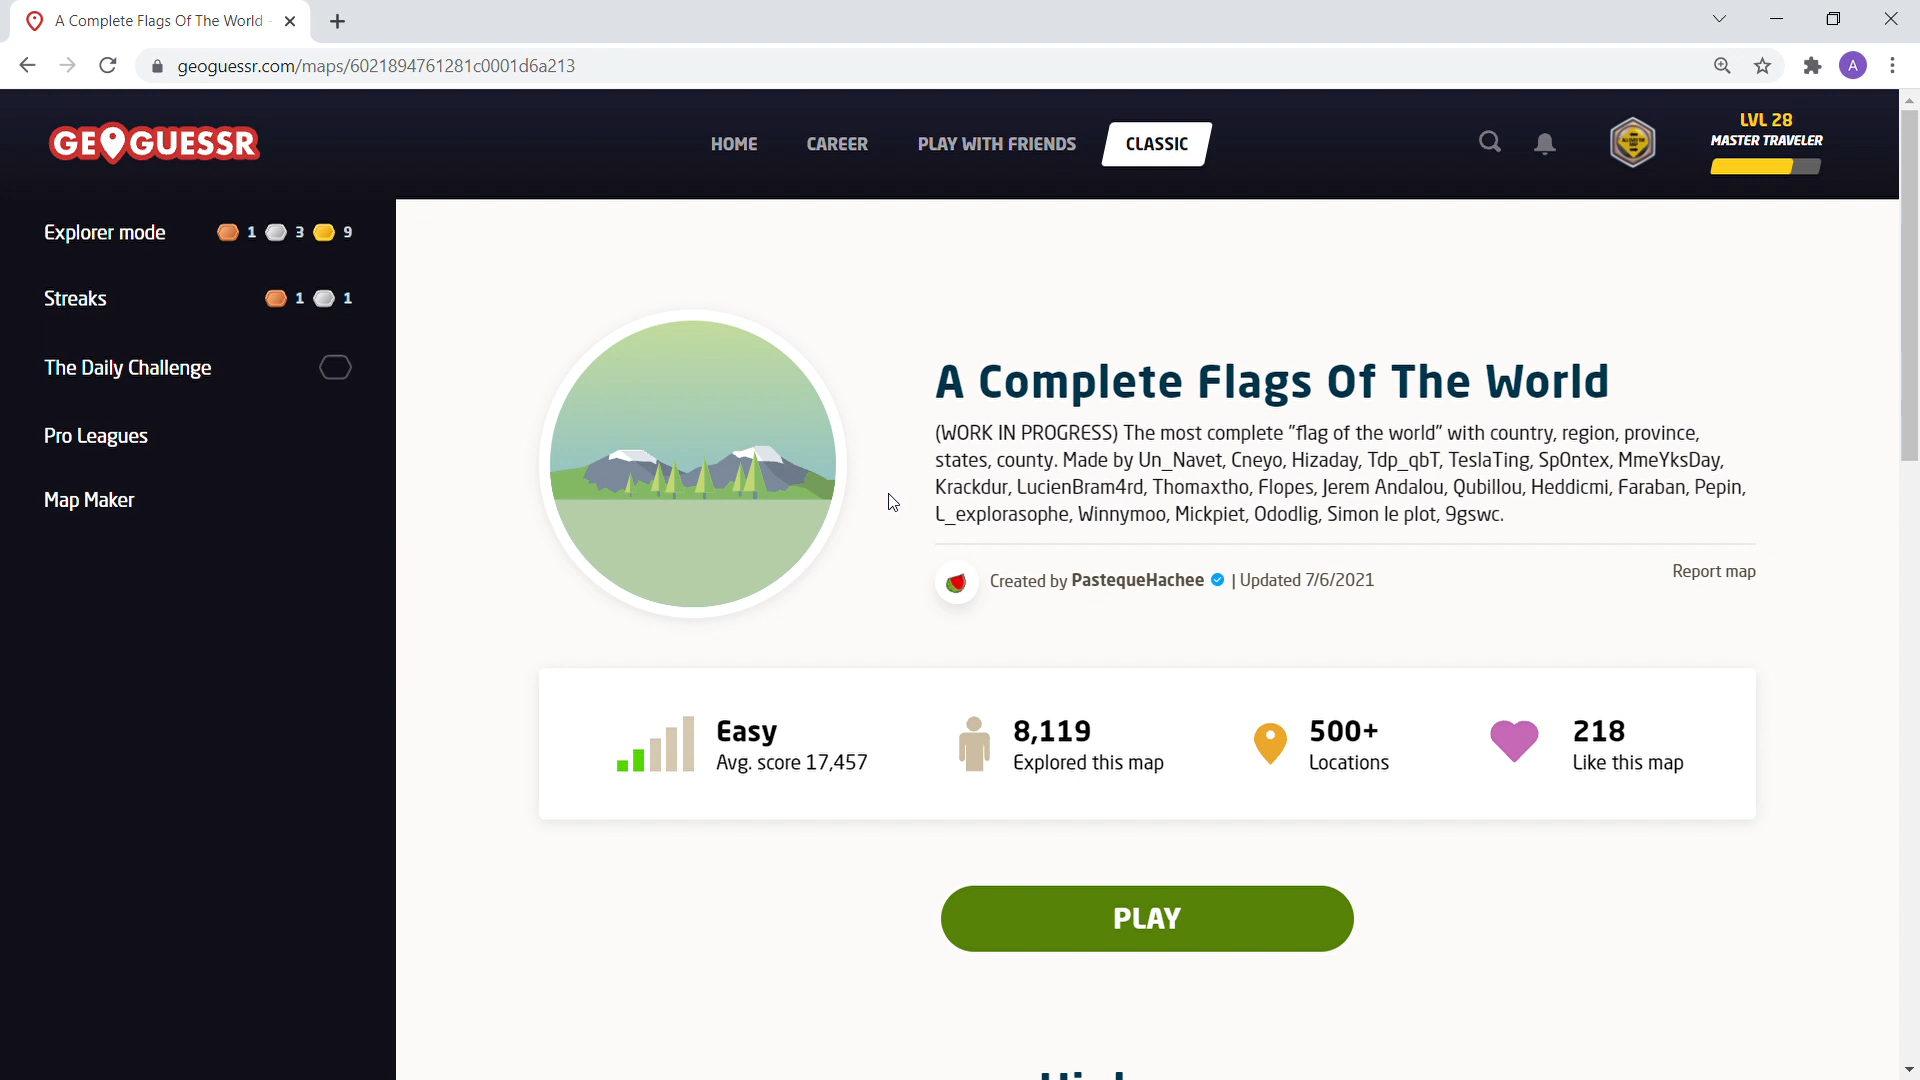 A Complete Flags Of The World -
geoguessr.com/maps/6021894761281c0001d6a213
A
GEOGUESSR
HOME
CAREER
PLAY WITH FRIENDS
CLASSIC
LVL 28
MASTER TRAVELER
Explorer mode 1 3 9
Streaks 1 1
The Daily Challenge
Pro Leagues
Map Maker
A Complete Flags Of The World
(WORK IN PROGRESS) The most complete "flag of the world" with country, region, province,
states, county. Made by Un_Navet, Cneyo, Hizaday, Tdp_qbT, TeslaTing, Sp0ntex, MmeYksDay,
Krackdur, LucienBram4rd, Thomaxtho, Flopes, Jerem Andalou, Qubillou, Heddicmi, Faraban, Pepin,
L_explorasophe, Winnymoo, Mickpiet, Ododlig, Simon le plot, 9gswc.
Created by PastequeHachee | Updated 7/6/2021
Report map
Easy
Avg. score 17,457
8,119
Explored this map
500+
Locations
218
Like this map
PLAY